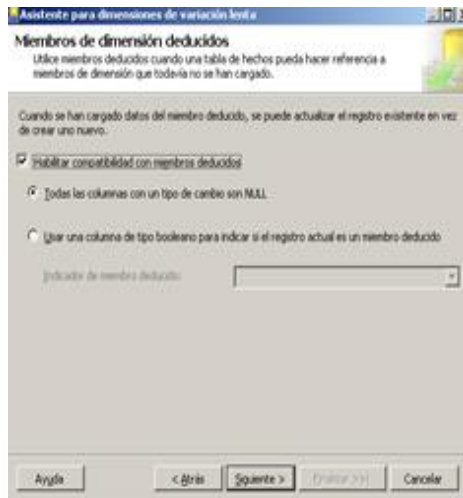 Asistente para dimensiones de variación lenta
Miembros de dimensión deducidos
Utilice miembros deducidos cuando una tabla de hechos pueda hacer referencia a
miembros de dimensión que todavía no se han cargado.
Cuando se han cargado datos del miembro deducido, se puede actualizar el registro existente en vez
de crear uno nuevo.
Habilitar compatibilidad con miembros deducidos
Todas las columnas con un tipo de cambio son NULL
Usar una columna de tipo booleano para indicar si el registro actual es un miembro deducido
Indicador de miembro deducido:
Ayuda
< Atrás
Siguiente >
Finalizar >>|
Cancelar